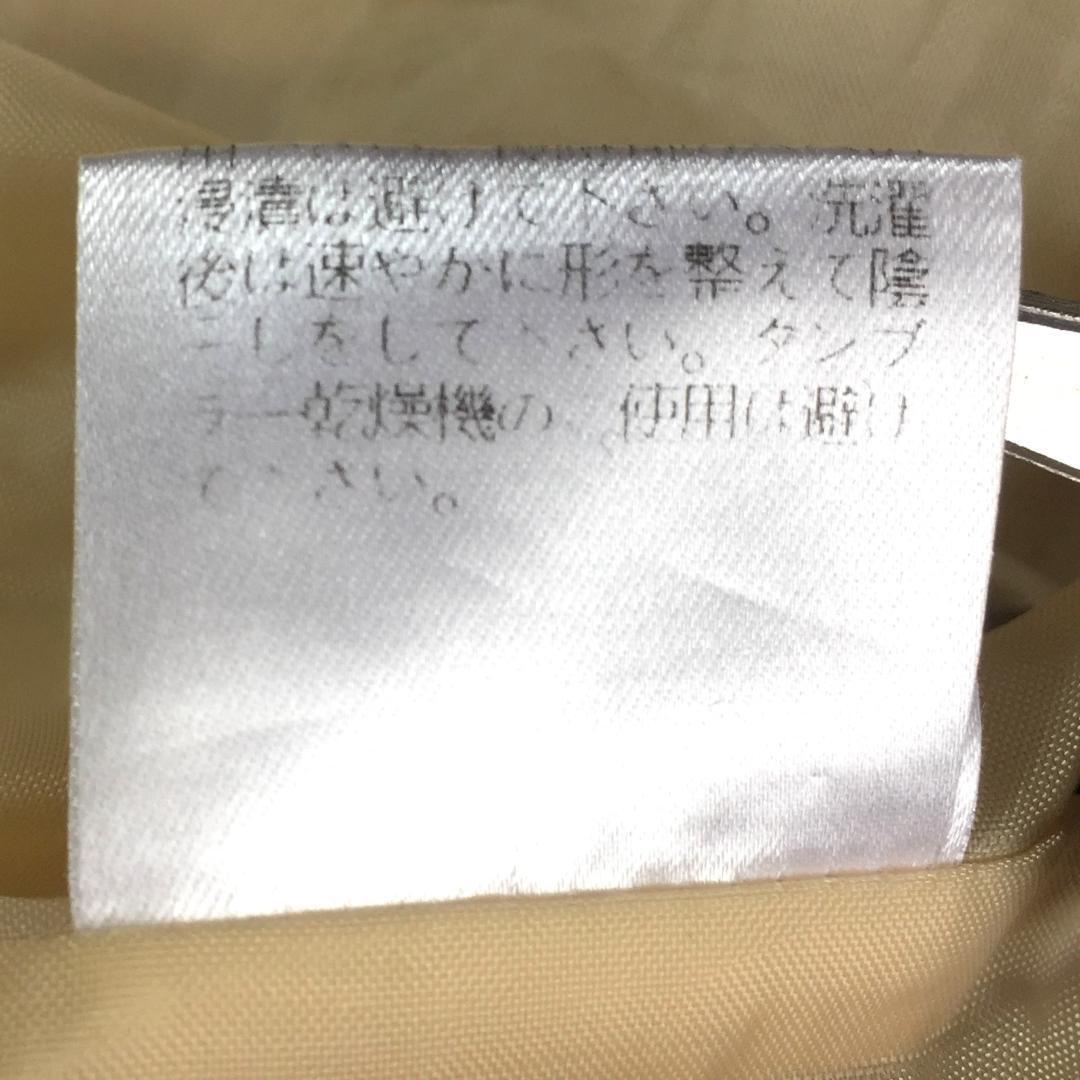 浸漬は避けて下さい。洗濯
後は速やかに形を整えて陰
干しをして下さい。タンブ
ラー乾燥機の使用は避け
て下さい。